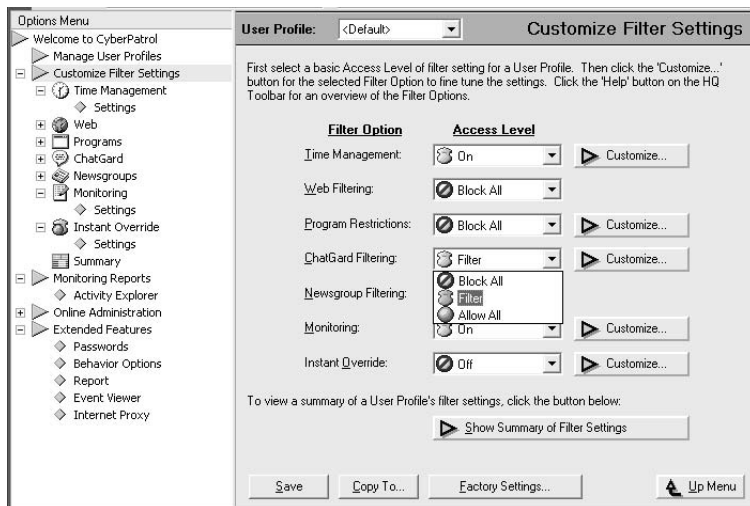 Options Menu
Welcome to CyberPatrol
Manage User Profiles
Customize Filter Settings
Time Management
Settings
Web
Programs
ChatGard
Newsgroups
Monitoring
Settings
Instant Override
Settings
Summary
Monitoring Reports
Activity Explorer
Online Administration
Extended Features
Passwords
Behavior Options
Report
Event Viewer
Internet Proxy
User Profile: <Default> Customize Filter Settings
First select a basic Access Level of filter setting for a User Profile. Then click the 'Customize...'
button for the selected Filter Option to fine tune the settings. Click the 'Help' button on the HQ
Toolbar for an overview of the Filter Options.
Filter Option Access Level
Time Management: On Customize...
Web Filtering: Block All
Program Restrictions: Block All Customize...
ChatGard Filtering: Filter Customize...
Block All
Newsgroup Filtering: Filter
Allow All
Monitoring: On Customize...
Instant Override: Off Customize...
To view a summary of a User Profile's filter settings, click the button below:
Show Summary of Filter Settings
Save Copy To... Factory Settings... Up Menu